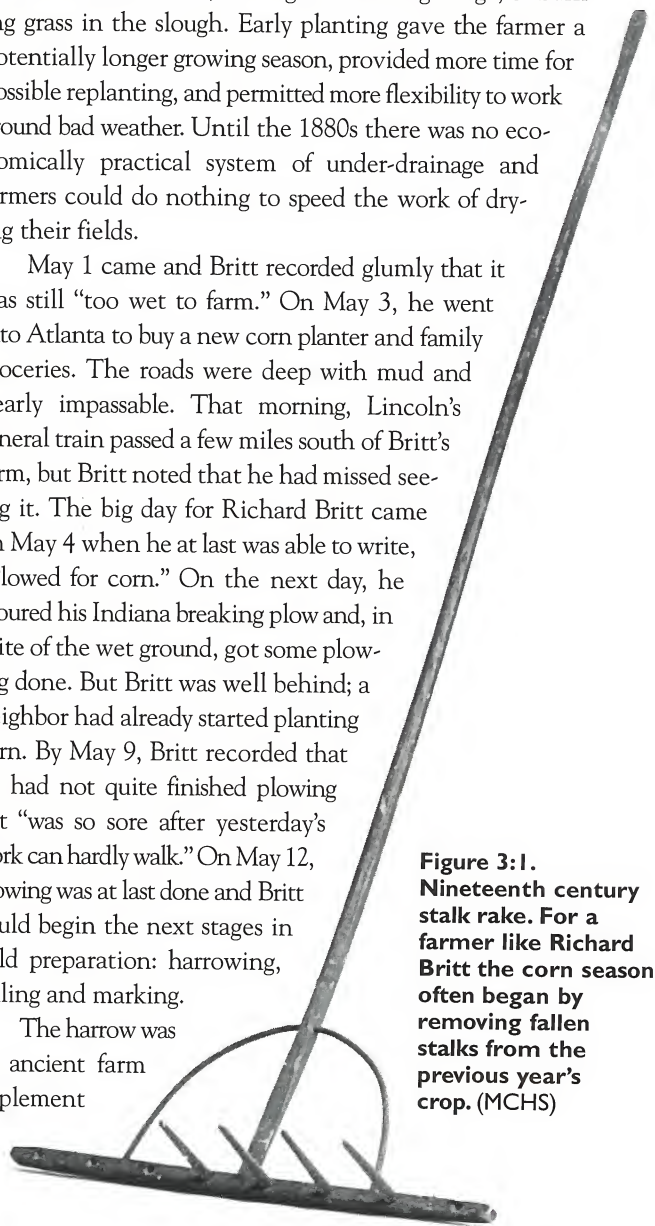 ng grass in the slough. Early planting gave the farmer a
otentially longer growing season, provided more time for
ossible replanting, and permitted more flexibility to work
round bad weather. Until the 1880s there was no eco-
omically practical system of under-drainage and
rmers could do nothing to speed the work of dry-
g their fields.
May 1 came and Britt recorded glumly that it
as still “too wet to farm.” On May 3, he went
to Atlanta to buy a new corn planter and family
oceries. The roads were deep with mud and
early impassable. That morning, Lincoln’s
neral train passed a few miles south of Britt’s
rm, but Britt noted that he had missed see-
g it. The big day for Richard Britt came
n May 4 when he at last was able to write,
lowed for corn.” On the next day, he
oured his Indiana breaking plow and, in
ite of the wet ground, got some plow-
g done. But Britt was well behind; a
eighbor had already started planting
rn. By May 9, Britt recorded that
had not quite finished plowing
t “was so sore after yesterday’s
ork can hardly walk.” On May 12,
owing was at last done and Britt
uld begin the next stages in
ld preparation: harrowing,
ling and marking.
The harrow was
ancient farm
plement
Figure 3:1.
Nineteenth century
stalk rake. For a
farmer like Richard
Britt the corn season
often began by
removing fallen
stalks from the
previous year’s
crop. (MCHS)